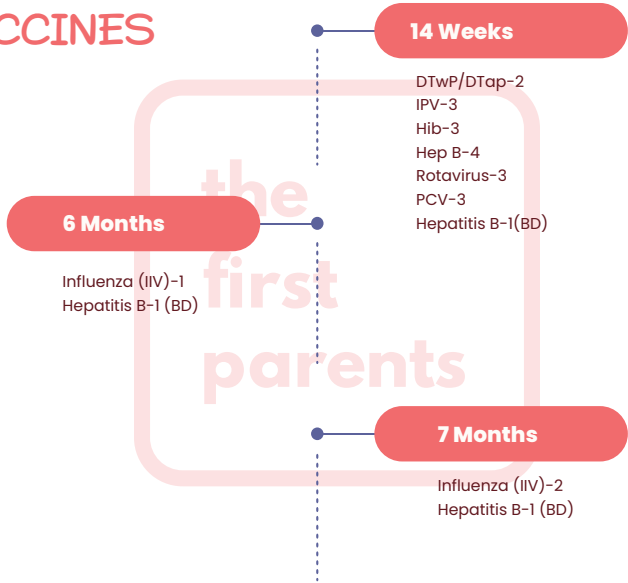 CCINES
14 Weeks
DTwP/DTap-2
IPV-3
Hib-3
Hep B-4
Rotavirus-3
PCV-3
Hepatitis B-1(BD)
the
first
parents
6 Months
Influenza (IIV)-1
Hepatitis B-1 (BD)
7 Months
Influenza (IIV)-2
Hepatitis B-1 (BD)